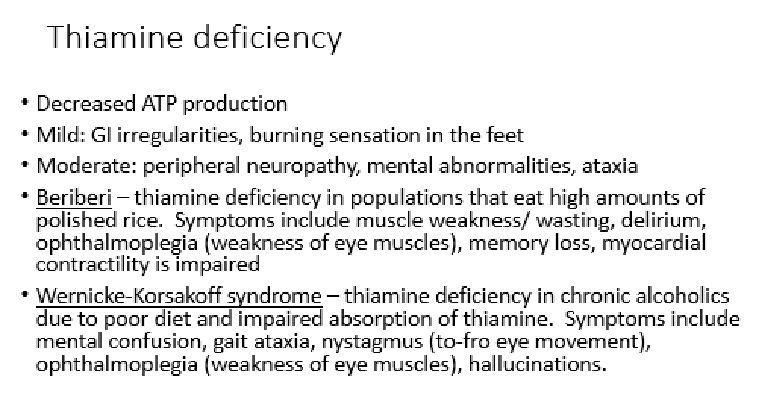 Thiamine deficiency
• Decreased ATP production
• Mild: GI irregularities, burning sensation in the feet
• Moderate: peripheral neuropathy, mental abnormalities, ataxia
• Beriberi – thiamine deficiency in populations that eat high amounts of
polished rice.  Symptoms include muscle weakness/ wasting, delirium,
ophthalmoplegia (weakness of eye muscles), memory loss, myocardial
contractility is impaired
• Wernicke-Korsakoff syndrome – thiamine deficiency in chronic alcoholics
due to poor diet and impaired absorption of thiamine.  Symptoms include
mental confusion, gait ataxia, nystagmus (to-fro eye movement),
ophthalmoplegia (weakness of eye muscles), hallucinations.